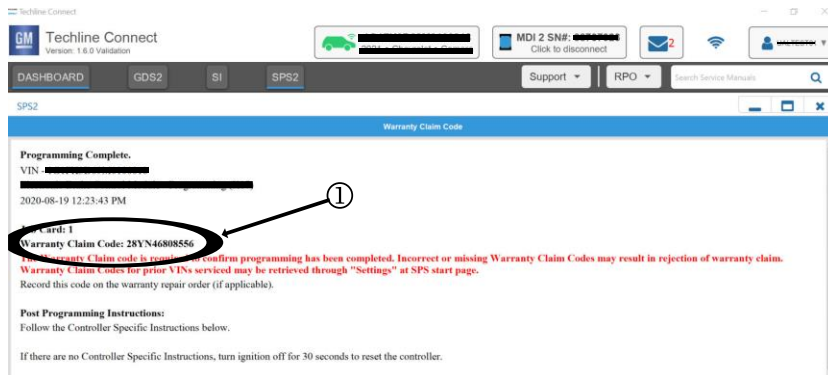 Techline Connect
GM
Techline Connect
Version: 1.6.0 Validation
MDI 2 SN#:
Click to disconnect
2
DASHBOARD GDS2 SI SPS2 Support RPO Search Service Manuals
SPS2
Warranty Claim Code
Programming Complete.
VIN -
2020-08-19 12:23:43 PM
Card: 1
Warranty Claim Code: 28YN46808556
The Warranty Claim code is required to confirm programming has been completed. Incorrect or missing Warranty Claim Codes may result in rejection of warranty claim.
Warranty Claim Codes for prior VINs serviced may be retrieved through "Settings" at SPS start page.
Record this code on the warranty repair order (if applicable).
Post Programming Instructions:
Follow the Controller Specific Instructions below.
If there are no Controller Specific Instructions, turn ignition off for 30 seconds to reset the controller.
①